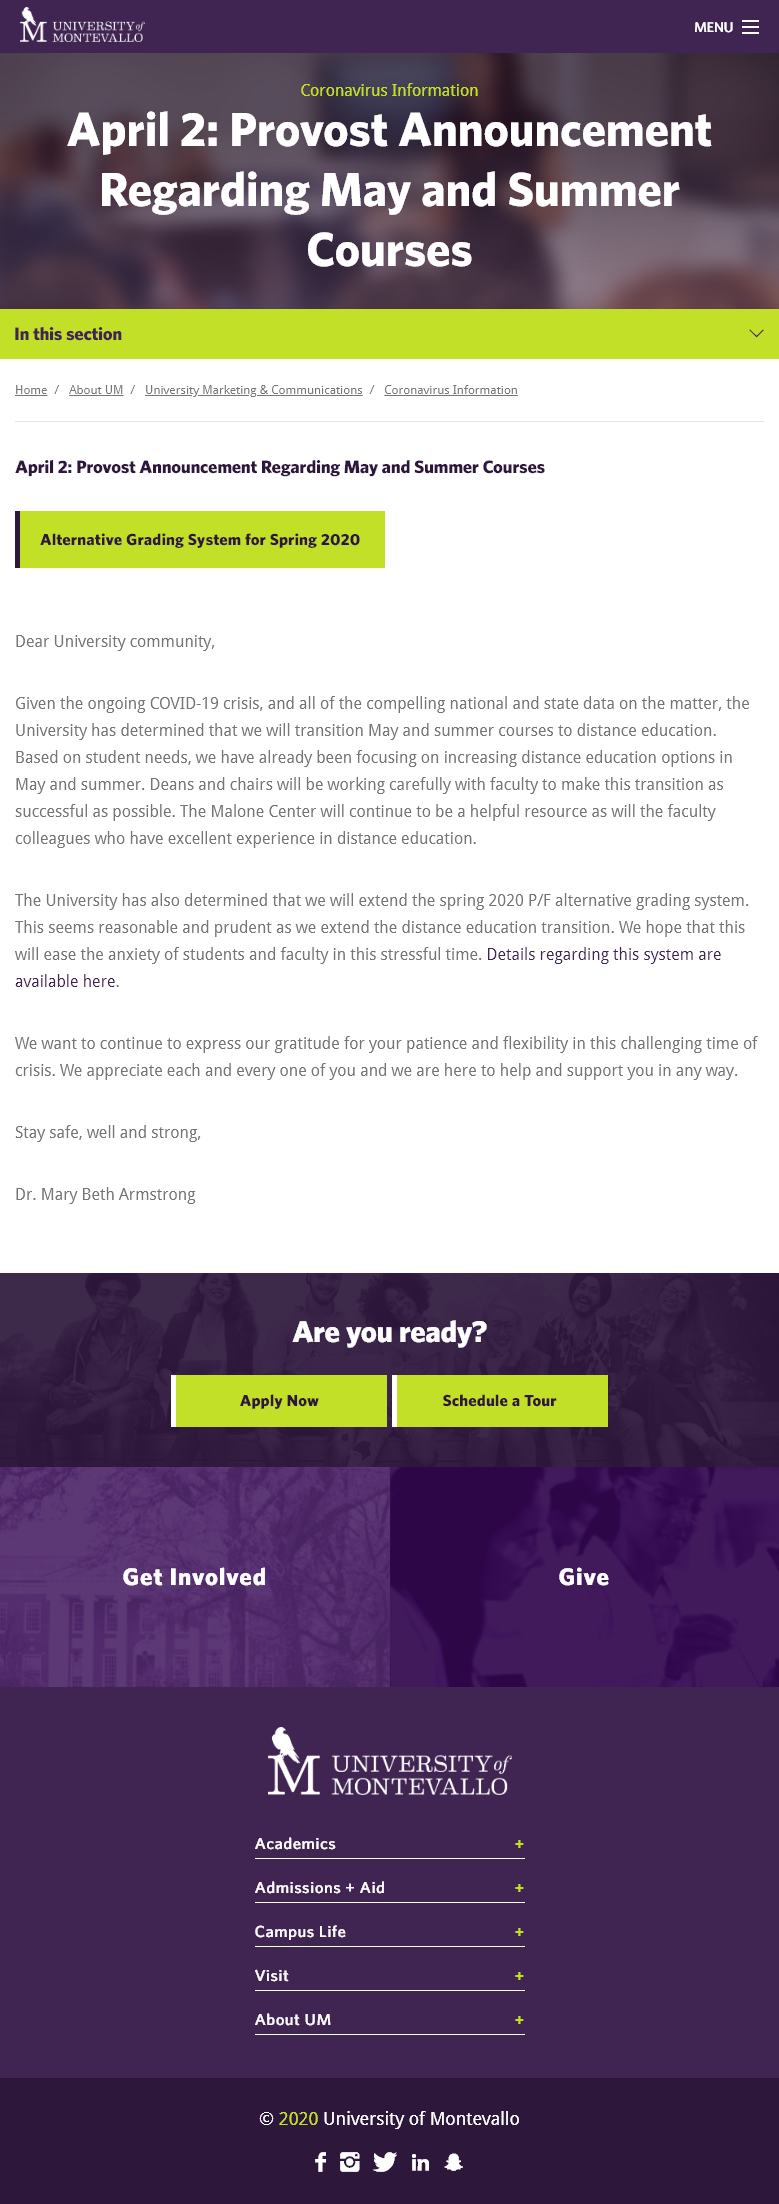 UNIVERSITY of
MONTEVALLO
MENU
Coronavirus Information
April 2: Provost Announcement
Regarding May and Summer
Courses
In this section
Home / About UM / University Marketing & Communications / Coronavirus Information
April 2: Provost Announcement Regarding May and Summer Courses
Alternative Grading System for Spring 2020
Dear University community,
Given the ongoing COVID-19 crisis, and all of the compelling national and state data on the matter, the
University has determined that we will transition May and summer courses to distance education.
Based on student needs, we have already been focusing on increasing distance education options in
May and summer. Deans and chairs will be working carefully with faculty to make this transition as
successful as possible. The Malone Center will continue to be a helpful resource as will the faculty
colleagues who have excellent experience in distance education.
The University has also determined that we will extend the spring 2020 P/F alternative grading system.
This seems reasonable and prudent as we extend the distance education transition. We hope that this
will ease the anxiety of students and faculty in this stressful time. Details regarding this system are
available here.
We want to continue to express our gratitude for your patience and flexibility in this challenging time of
crisis. We appreciate each and every one of you and we are here to help and support you in any way.
Stay safe, well and strong,
Dr. Mary Beth Armstrong
Are you ready?
Apply Now
Schedule a Tour
Get Involved
Give
M UNIVERSITY of
MONTEVALLO
Academics +
Admissions + Aid +
Campus Life +
Visit +
About UM +
© 2020 University of Montevallo